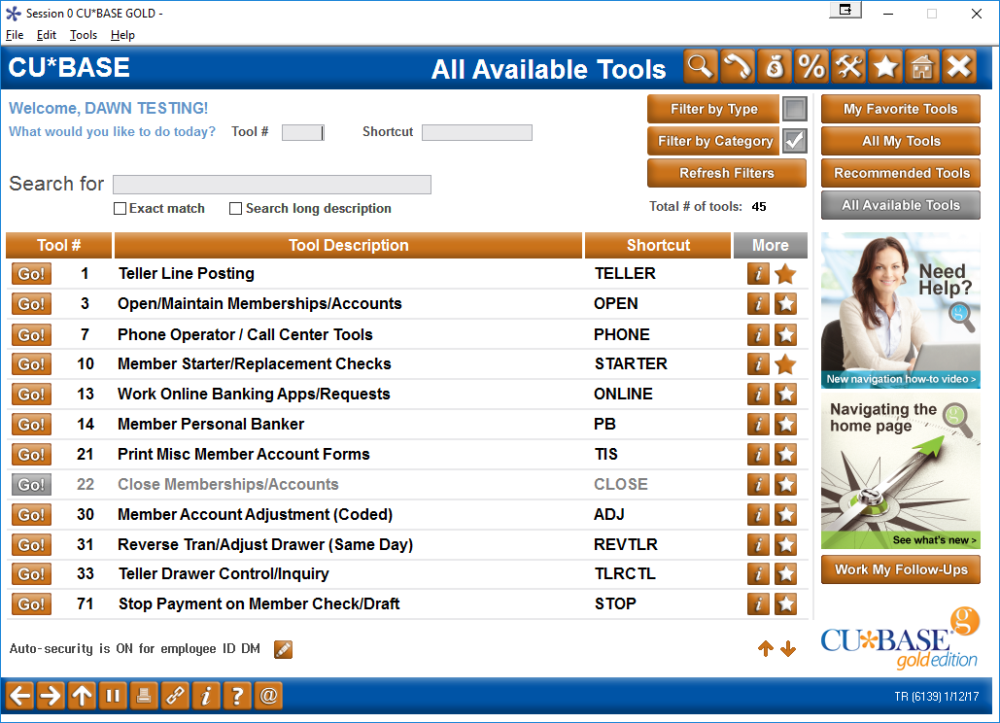 Session 0 CU*BASE GOLD -
File Edit Tools Help
CU*BASE All Available Tools
Welcome, DAWN TESTING!
What would you like to do today? Tool # Shortcut
Search for
Exact match Search long description
Filter by Type
Filter by Category
Refresh Filters
Total # of tools: 45
My Favorite Tools
All My Tools
Recommended Tools
All Available Tools
Tool # Tool Description Shortcut More
Go! 1 Teller Line Posting TELLER i
Go! 3 Open/Maintain Memberships/Accounts OPEN i
Go! 7 Phone Operator / Call Center Tools PHONE i
Go! 10 Member Starter/Replacement Checks STARTER i
Go! 13 Work Online Banking Apps/Requests ONLINE i
Go! 14 Member Personal Banker PB i
Go! 21 Print Misc Member Account Forms TIS i
Go! 22 Close Memberships/Accounts CLOSE i
Go! 30 Member Account Adjustment (Coded) ADJ i
Go! 31 Reverse Tran/Adjust Drawer (Same Day) REVTLR i
Go! 33 Teller Drawer Control/Inquiry TLRCTL i
Go! 71 Stop Payment on Member Check/Draft STOP i
Need
Help?
g
New navigation how-to video >
Navigating the
home page
See what's new >
Work My Follow-Ups
Auto-security is ON for employee ID DM
g
CU*BASE
gold edition
i ? @
TR (6139) 1/12/17